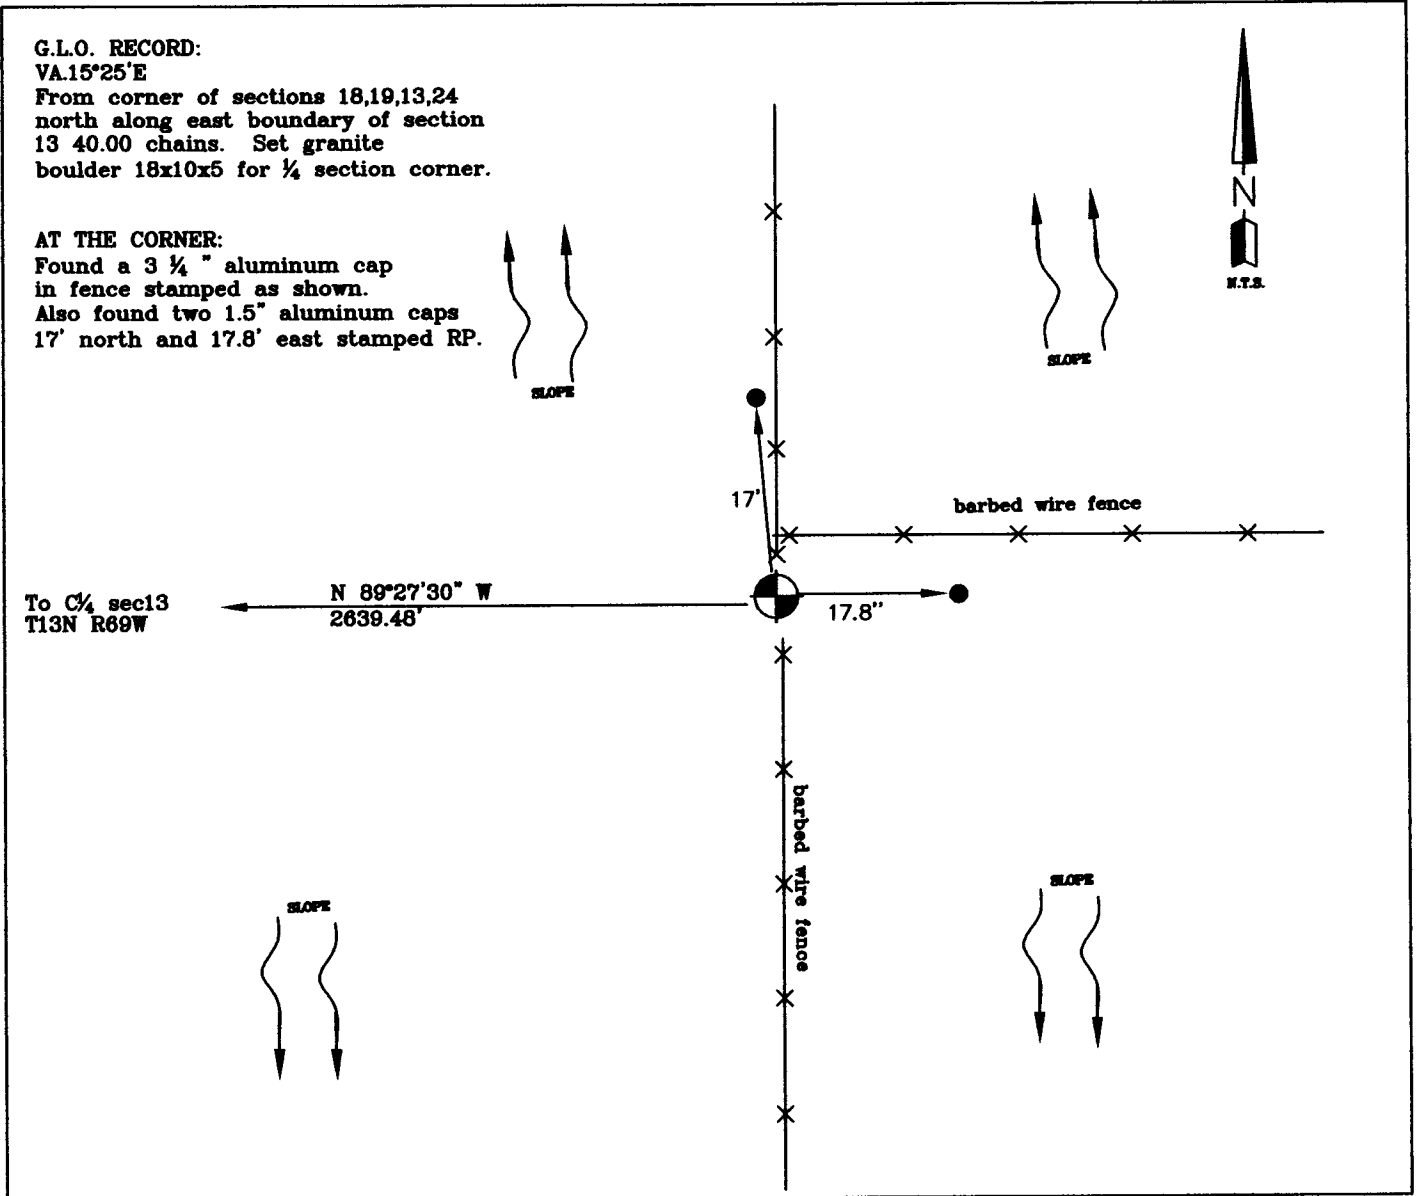 G.L.O. RECORD:
VA.15°25'E
From corner of sections 18,19,13,24
north along east boundary of section
13 40.00 chains. Set granite
boulder 18x10x5 for ¼ section corner.
AT THE CORNER:
Found a 3 ¼ " aluminum cap
in fence stamped as shown.
Also found two 1.5" aluminum caps
17' north and 17.8' east stamped RP.
N
N.T.S.
SLOPE
SLOPE
17'
barbed wire fence
To C¼ sec13
T13N R69W
N 89°27'30" W
2639.48'
17.8"
barbed wire fence
SLOPE
SLOPE